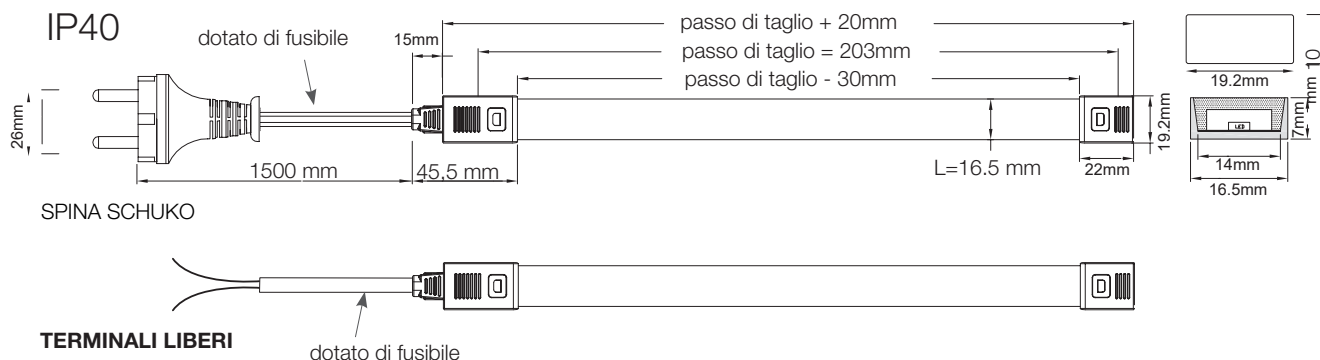 IP40
dotato di fusibile
15mm
passo di taglio + 20mm
passo di taglio = 203mm
passo di taglio - 30mm
10 mm
19.2mm
26mm
19.2mm
LED
7mm
1500 mm
45.5 mm
L=16.5 mm
22mm
14mm
16.5mm
SPINA SCHUKO
TERMINALI LIBERI
dotato di fusibile